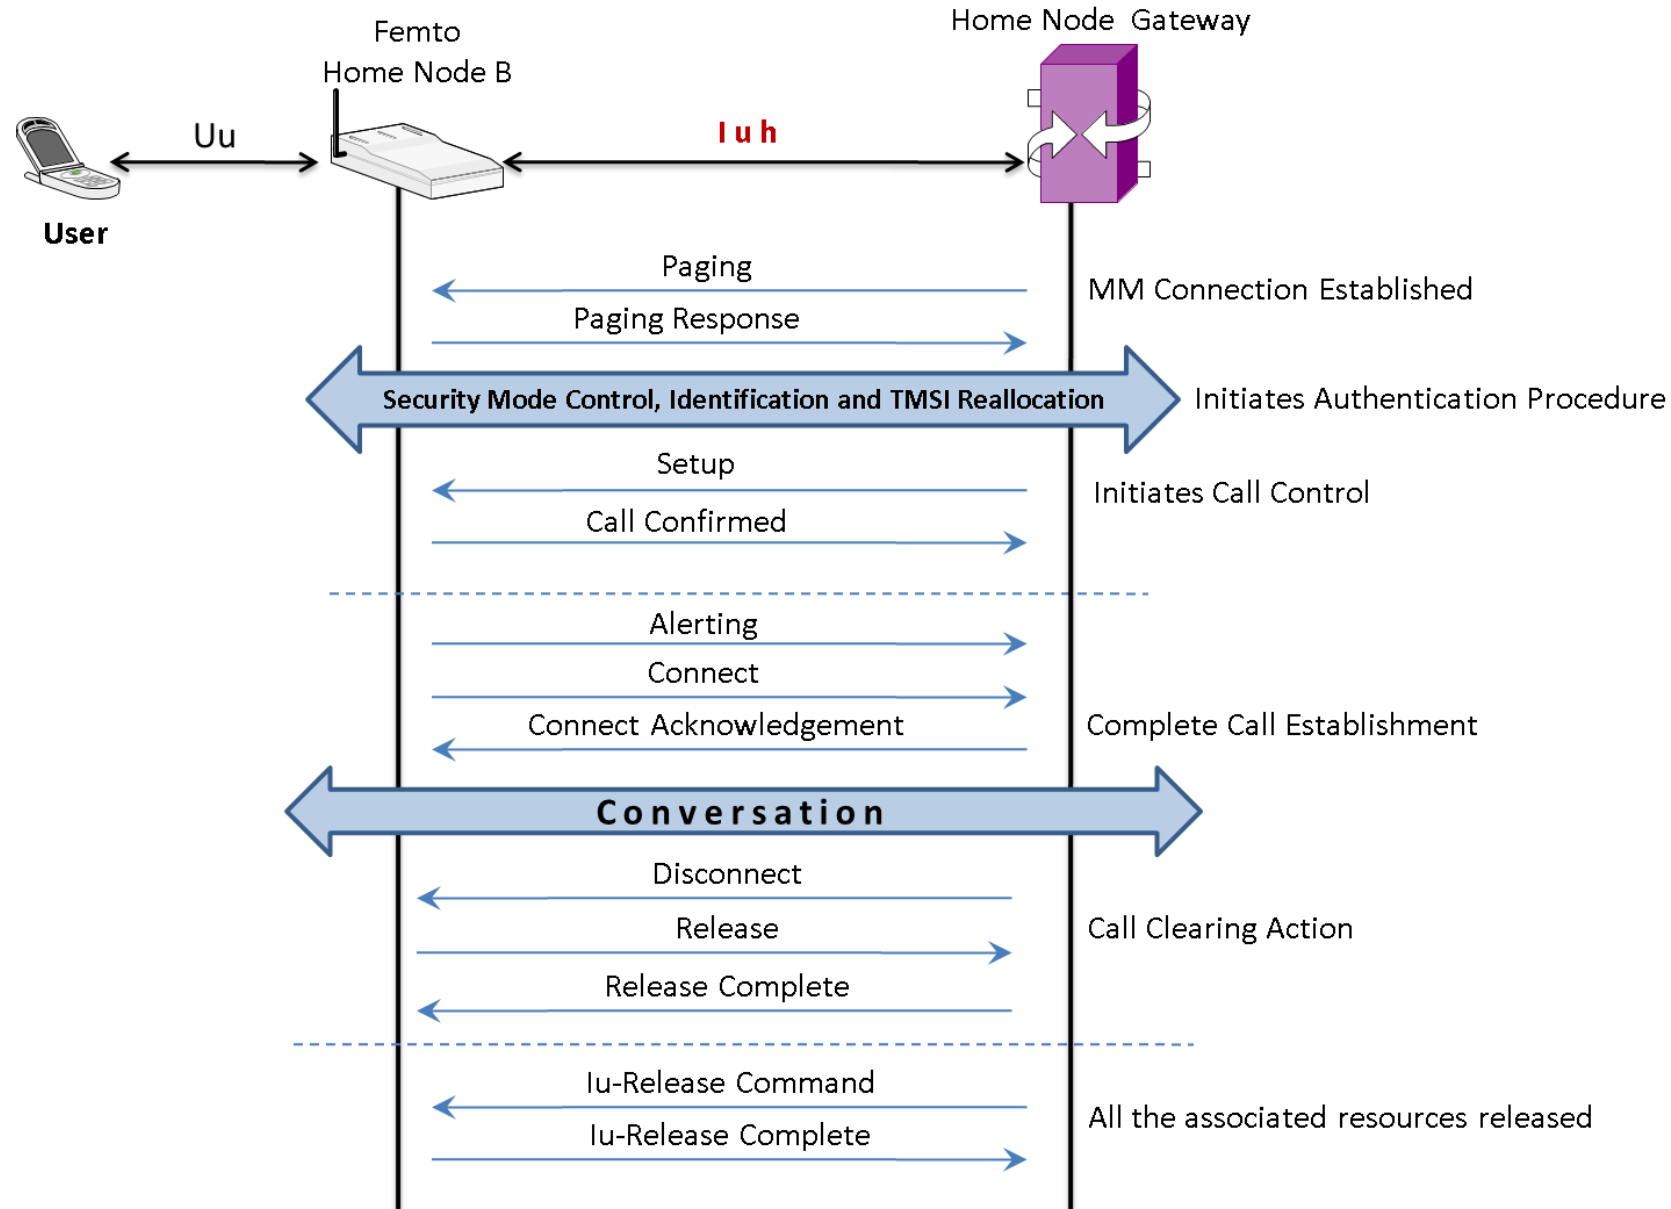 Home Node Gateway
Femto
Home Node B
Uu
I u h
User
Paging
MM Connection Established
Paging Response
Security Mode Control, Identification and TMSI Reallocation
Initiates Authentication Procedure
Setup
Initiates Call Control
Call Confirmed
Alerting
Connect
Connect Acknowledgement
Complete Call Establishment
Conversation
Disconnect
Release
Call Clearing Action
Release Complete
Iu-Release Command
All the associated resources released
Iu-Release Complete